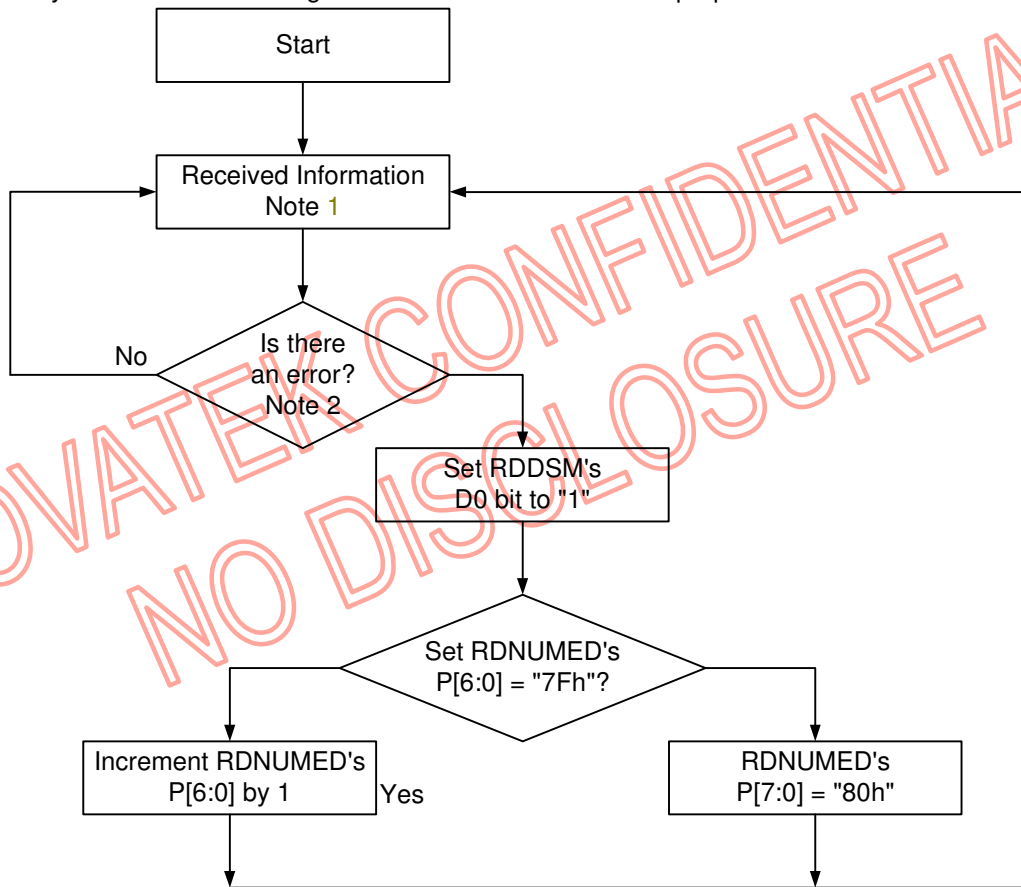 Start
Received Information
Note 1
Is there
an error?
Note 2
No
Set RDDSM's
D0 bit to "1"
Set RDNUMED's
P[6:0] = "7Fh"?
Increment RDNUMED's
P[6:0] by 1
Yes
RDNUMED's
P[7:0] = "80h"
OVATEK CONFIDENTIA
NO DISCLOSURE